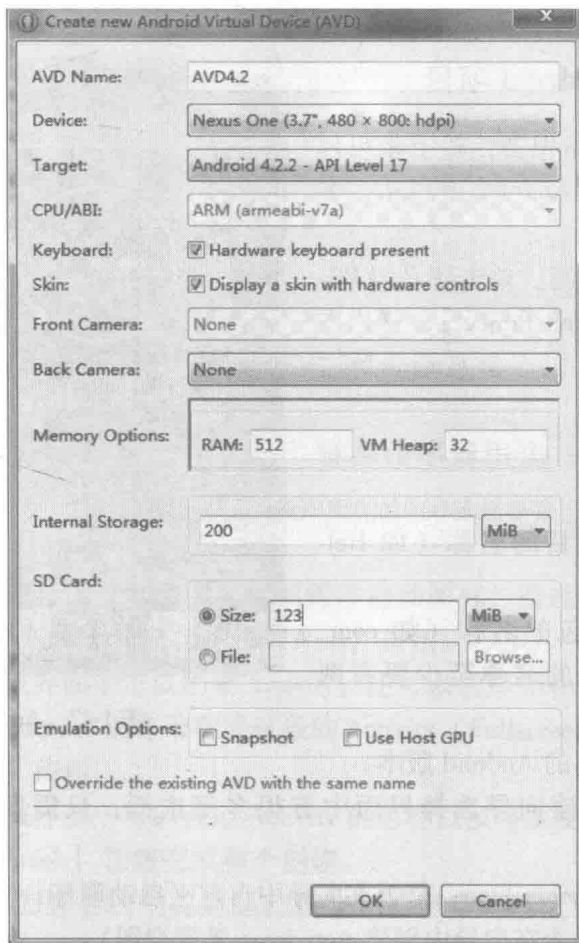 Create new Android Virtual Device (AVD)
AVD Name: AVD4.2
Device: Nexus One (3.7", 480 × 800: hdpi)
Target: Android 4.2.2 - API Level 17
CPU/ABI: ARM (armeabi-v7a)
Keyboard: Hardware keyboard present
Skin: Display a skin with hardware controls
Front Camera: None
Back Camera: None
Memory Options: RAM: 512 VM Heap: 32
Internal Storage: 200 MiB
SD Card:
Size: 123 MiB
File: Browse...
Emulation Options: Snapshot Use Host GPU
Override the existing AVD with the same name
OK Cancel